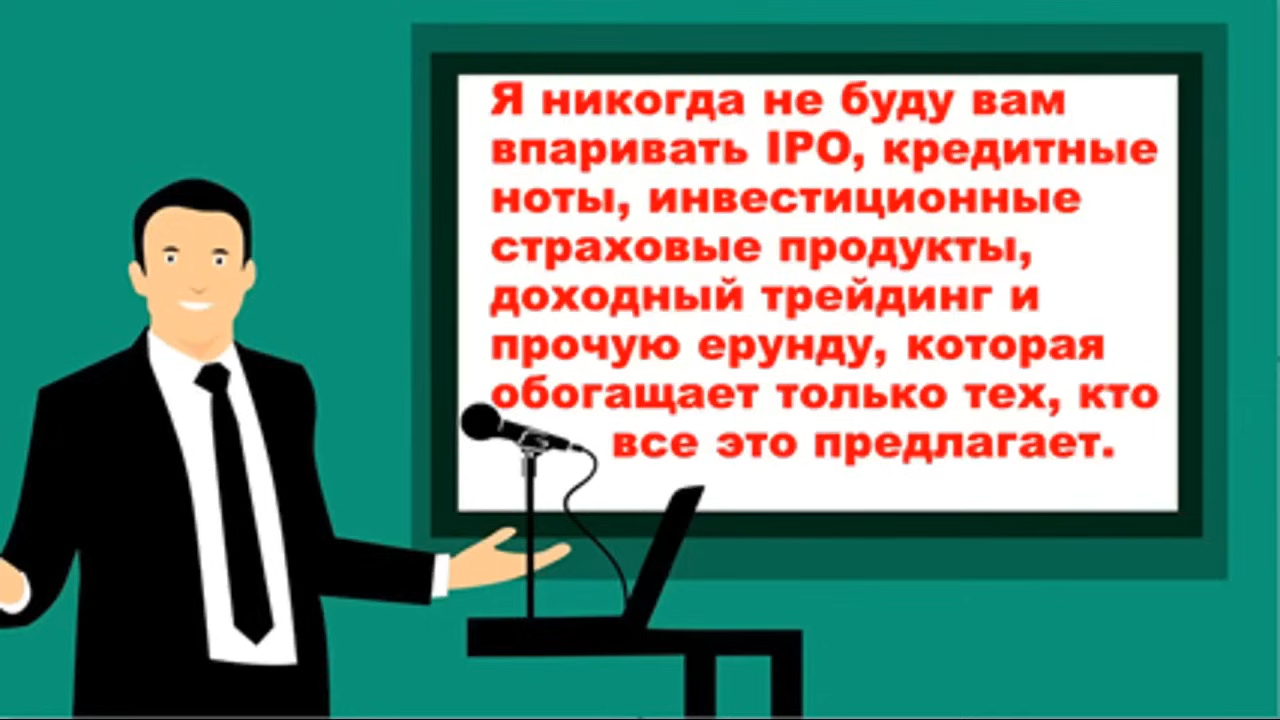 Я никогда не буду вам
впаривать IPO, кредитные
ноты, инвестиционные
страховые продукты,
доходный трейдинг и
прочую ерунду, которая
обогащает только тех, кто
все это предлагает.